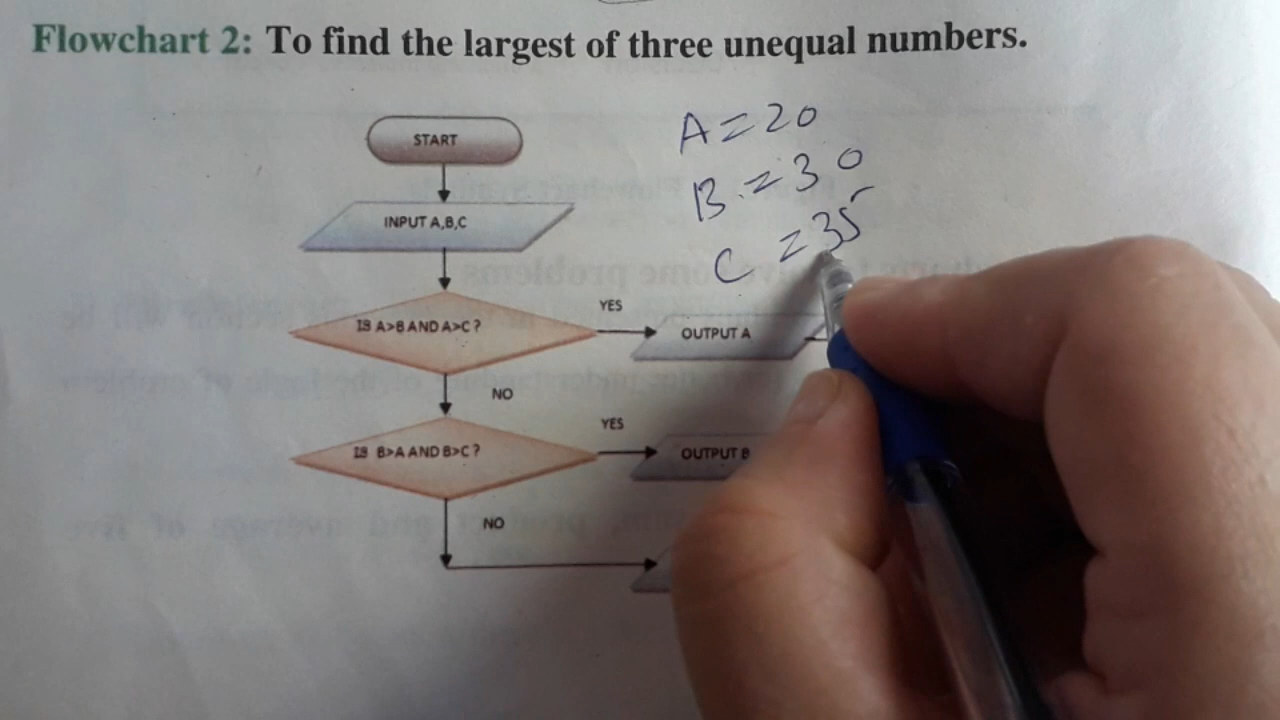 Flowchart 2: To find the largest of three unequal numbers.
START
A = 20
B = 30
C = 35
INPUT A,B,C
YES
IS A>B AND A>C ?
OUTPUT A
NO
YES
IS B>A AND B>C ?
OUTPUT B
NO